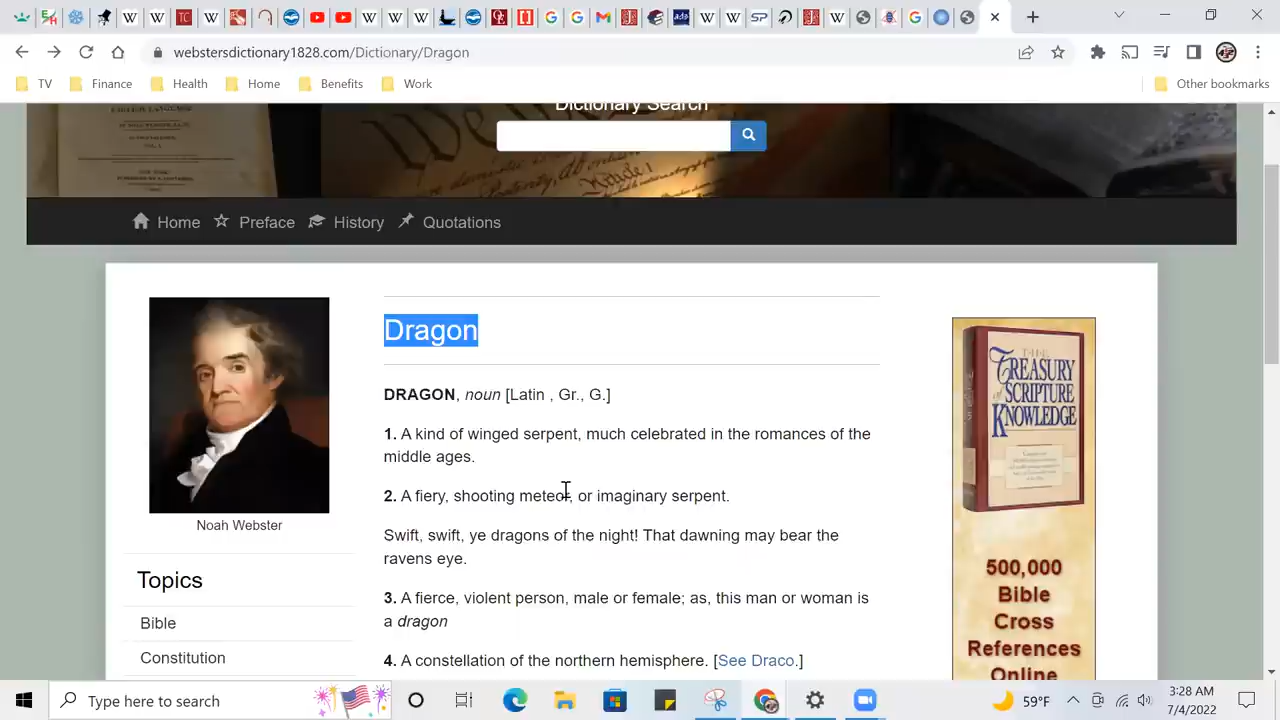 webstersdictionary1828.com/Dictionary/Dragon
TV Finance Health Home Benefits Work Other bookmarks
Dictionary Search
Home Preface History Quotations
Dragon
DRAGON, noun [Latin , Gr., G.]
1. A kind of winged serpent, much celebrated in the romances of the
middle ages.
2. A fiery, shooting meteor, or imaginary serpent.
Swift, swift, ye dragons of the night! That dawning may bear the
ravens eye.
3. A fierce, violent person, male or female; as, this man or woman is
a dragon
4. A constellation of the northern hemisphere. [See Draco.]
Noah Webster
Topics
Bible
Constitution
THE
TREASURY
of SCRIPTURE
KNOWLEDGE
500,000
Bible
Cross
References
Online
Type here to search
59°F
3:28 AM
7/4/2022